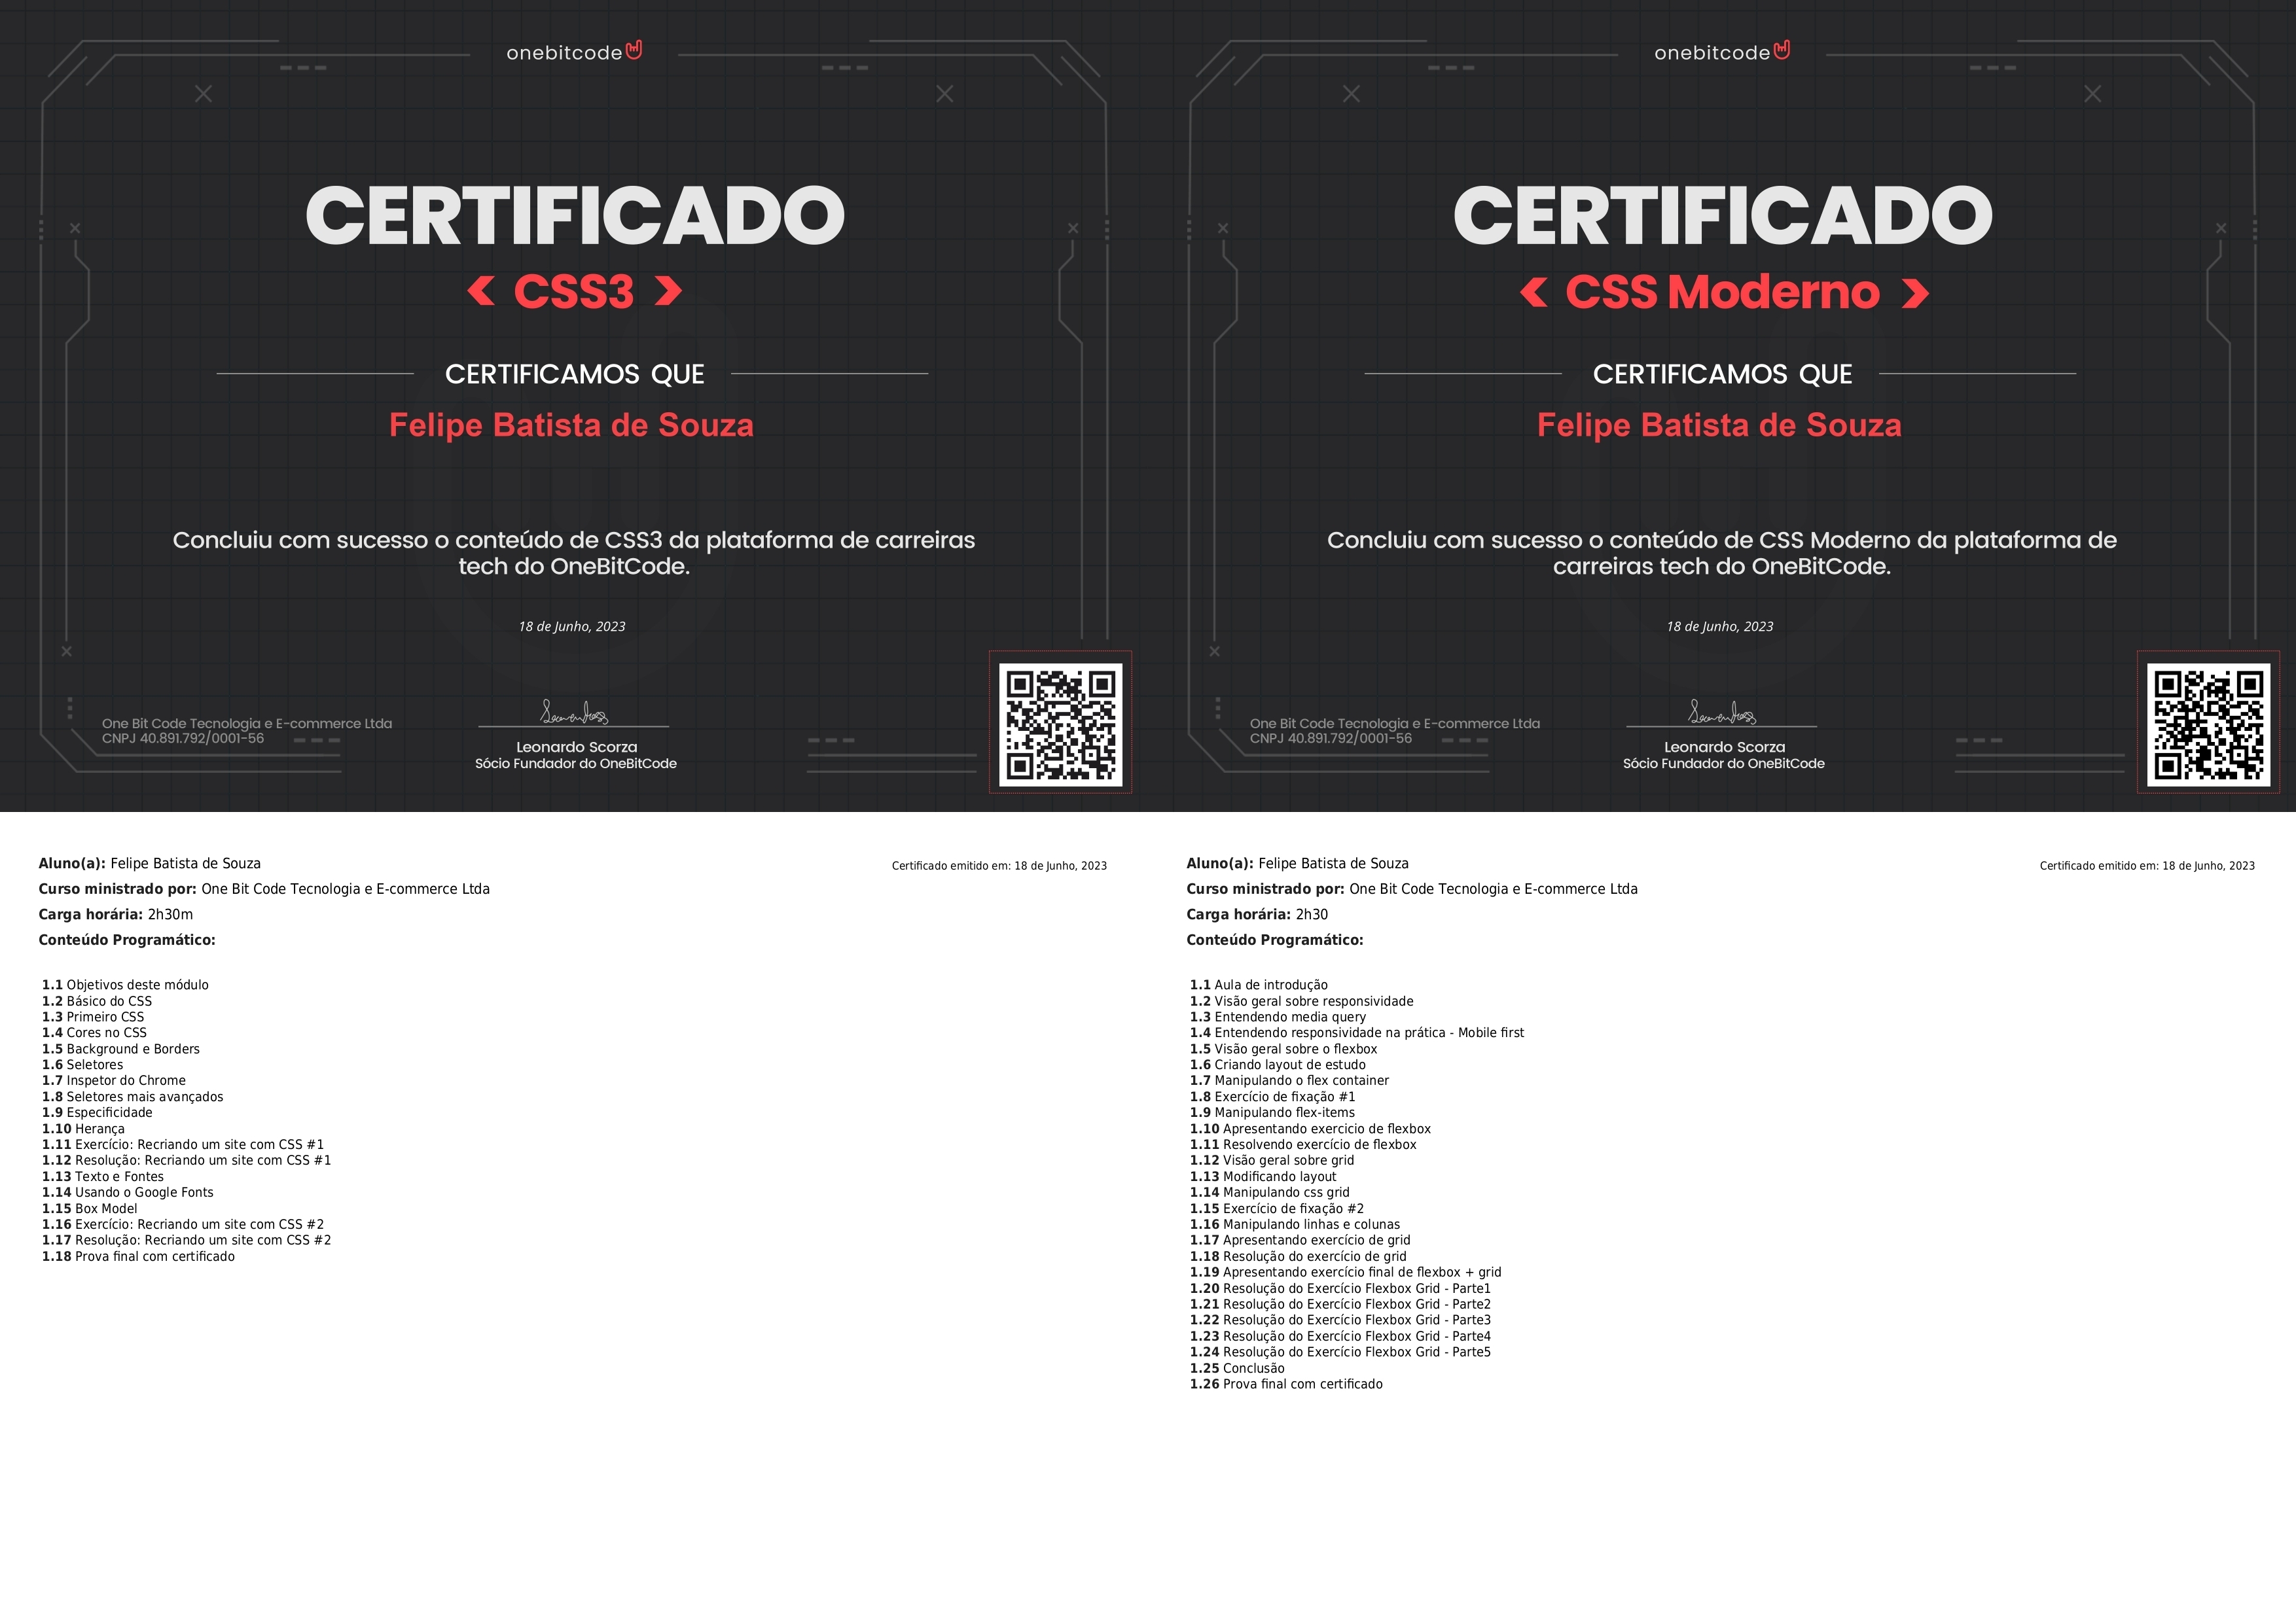 onebitcode
CERTIFICADO
< CSS3 >
CERTIFICAMOS QUE
Felipe Batista de Souza
Concluiu com sucesso o conteúdo de CSS3 da plataforma de carreiras
tech do OneBitCode.
18 de Junho, 2023
One Bit Code Tecnologia e E-commerce Ltda
CNPJ 40.891.792/0001-56
Leonardo Scorza
Sócio Fundador do OneBitCode
onebitcode
CERTIFICADO
< CSS Moderno >
CERTIFICAMOS QUE
Felipe Batista de Souza
Concluiu com sucesso o conteúdo de CSS Moderno da plataforma de
carreiras tech do OneBitCode.
18 de Junho, 2023
One Bit Code Tecnologia e E-commerce Ltda
CNPJ 40.891.792/0001-56
Leonardo Scorza
Sócio Fundador do OneBitCode
Aluno(a): Felipe Batista de Souza
Certificado emitido em: 18 de Junho, 2023
Curso ministrado por: One Bit Code Tecnologia e E-commerce Ltda
Carga horária: 2h30m
Conteúdo Programático:
1.1 Objetivos deste módulo
1.2 Básico do CSS
1.3 Primeiro CSS
1.4 Cores no CSS
1.5 Background e Borders
1.6 Seletores
1.7 Inspetor do Chrome
1.8 Seletores mais avançados
1.9 Especificidade
1.10 Herança
1.11 Exercício: Recriando um site com CSS #1
1.12 Resolução: Recriando um site com CSS #1
1.13 Texto e Fontes
1.14 Usando o Google Fonts
1.15 Box Model
1.16 Exercício: Recriando um site com CSS #2
1.17 Resolução: Recriando um site com CSS #2
1.18 Prova final com certificado
Aluno(a): Felipe Batista de Souza
Certificado emitido em: 18 de Junho, 2023
Curso ministrado por: One Bit Code Tecnologia e E-commerce Ltda
Carga horária: 2h30
Conteúdo Programático:
1.1 Aula de introdução
1.2 Visão geral sobre responsividade
1.3 Entendendo media query
1.4 Entendendo responsividade na prática - Mobile first
1.5 Visão geral sobre o flexbox
1.6 Criando layout de estudo
1.7 Manipulando o flex container
1.8 Exercício de fixação #1
1.9 Manipulando flex-items
1.10 Apresentando exercicio de flexbox
1.11 Resolvendo exercício de flexbox
1.12 Visão geral sobre grid
1.13 Modificando layout
1.14 Manipulando css grid
1.15 Exercício de fixação #2
1.16 Manipulando linhas e colunas
1.17 Apresentando exercício de grid
1.18 Resolução do exercício de grid
1.19 Apresentando exercício final de flexbox + grid
1.20 Resolução do Exercício Flexbox Grid - Parte1
1.21 Resolução do Exercício Flexbox Grid - Parte2
1.22 Resolução do Exercício Flexbox Grid - Parte3
1.23 Resolução do Exercício Flexbox Grid - Parte4
1.24 Resolução do Exercício Flexbox Grid - Parte5
1.25 Conclusão
1.26 Prova final com certificado